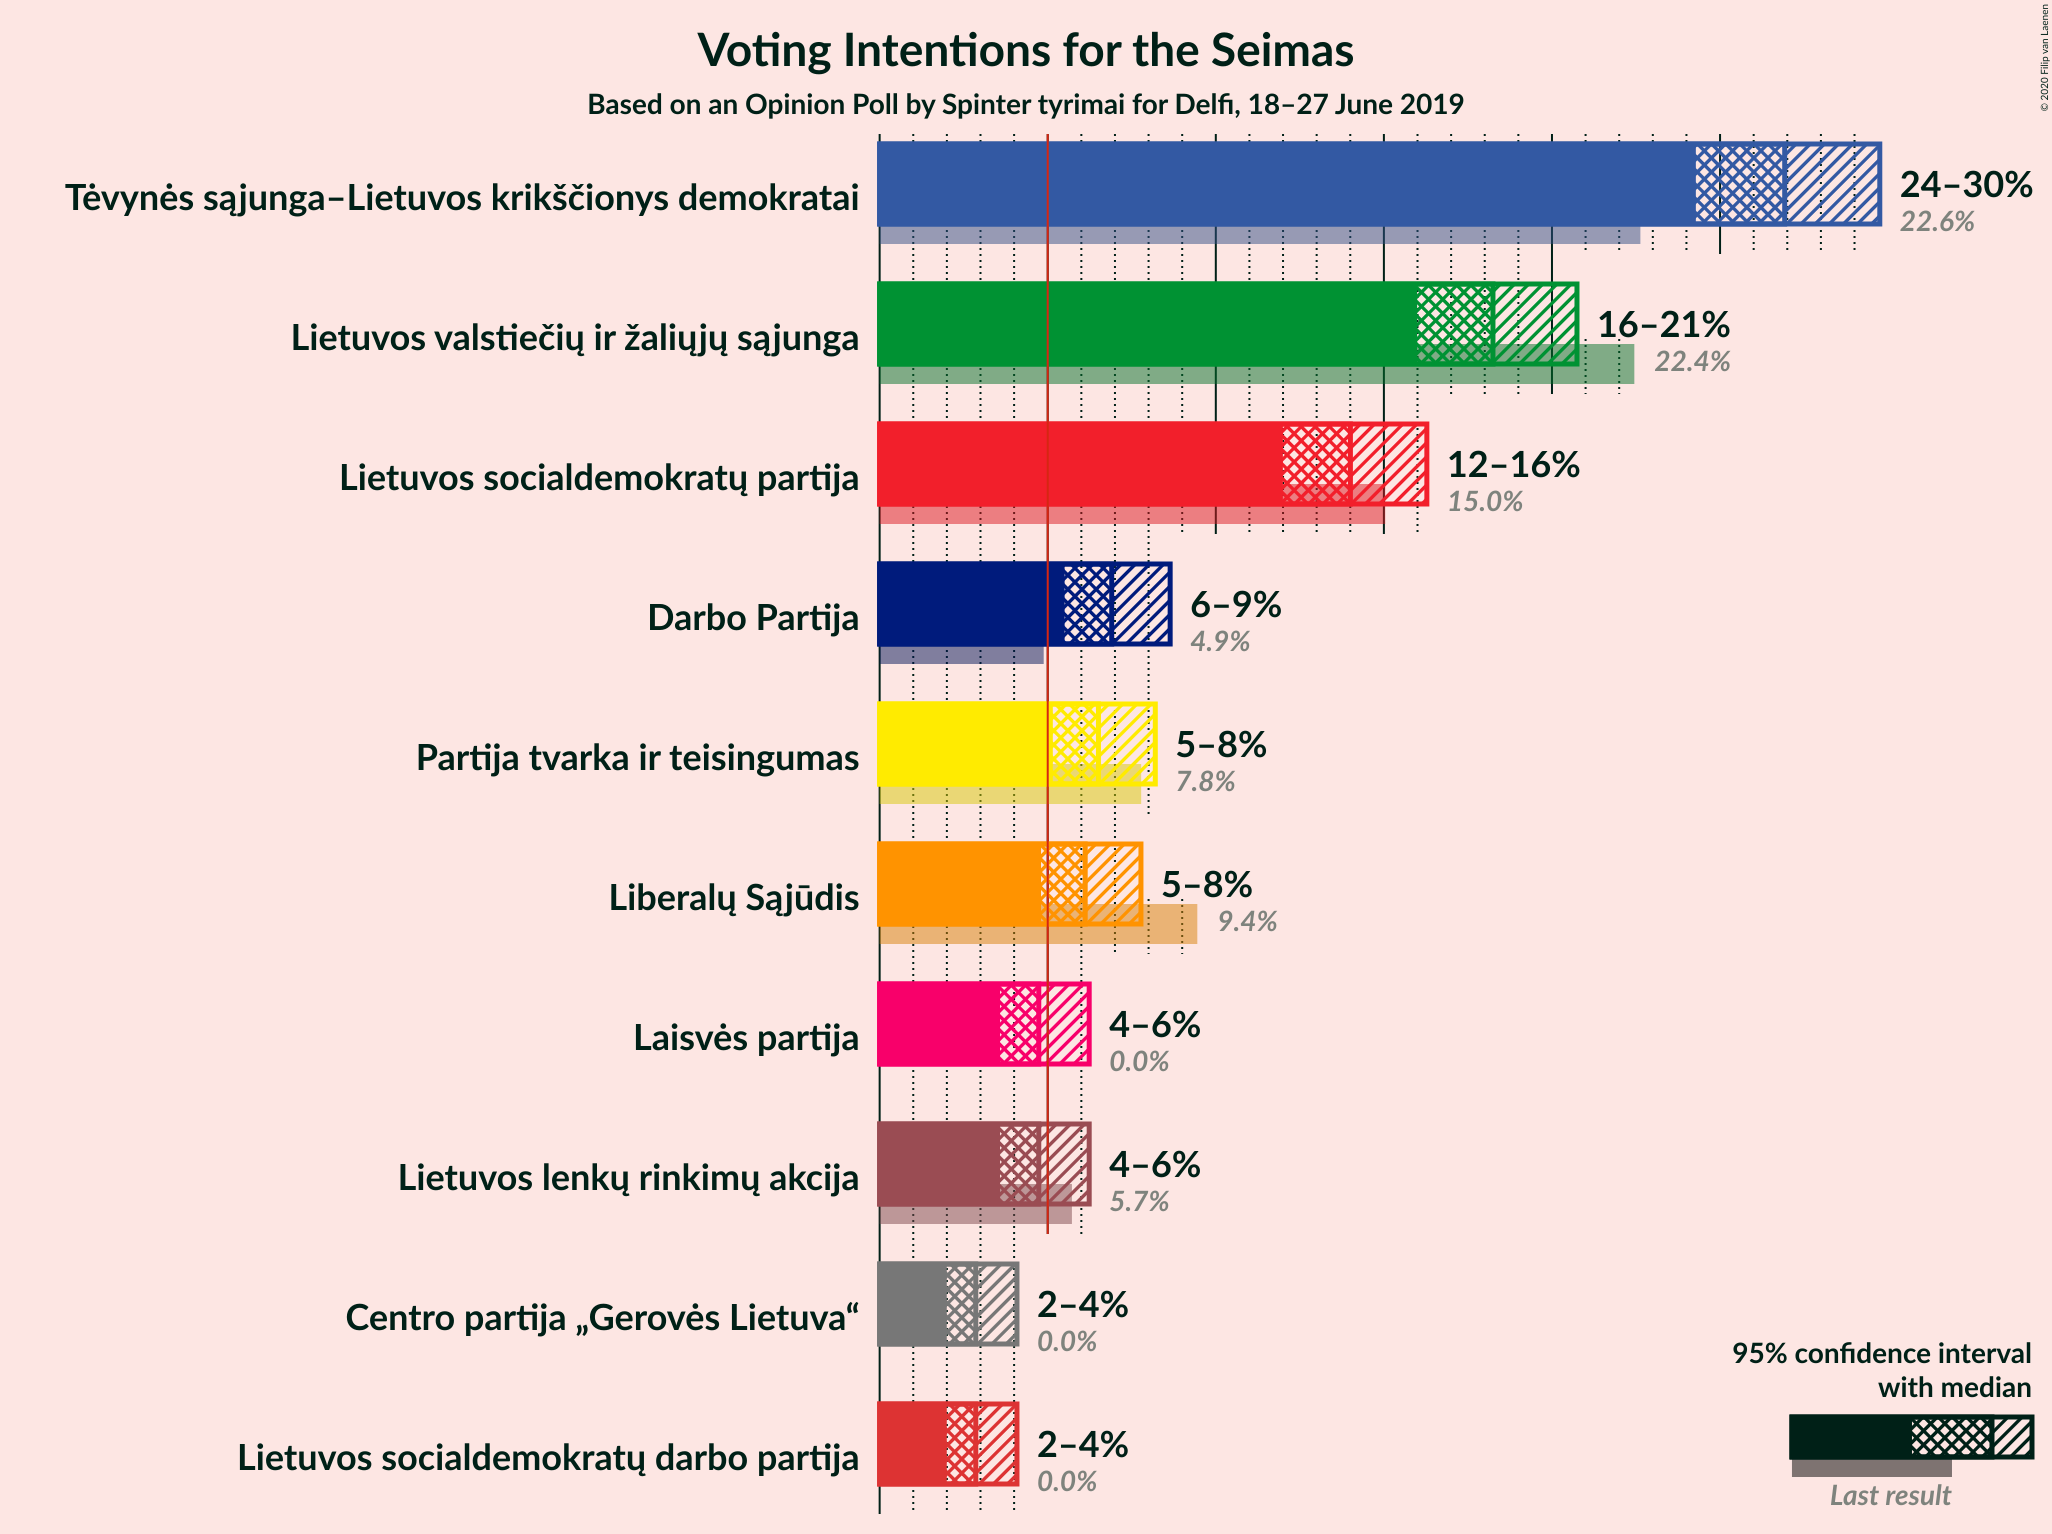 Voting Intentions for the Seimas
Based on an Opinion Poll by Spinter tyrimai for Delfi, 18–27 June 2019
© 2020 Filip van Laenen
Tėvynės sąjunga–Lietuvos krikščionys demokratai
24–30%
22.6%
Lietuvos valstiečių ir žaliųjų sąjunga
16–21%
22.4%
Lietuvos socialdemokratų partija
12–16%
15.0%
Darbo Partija
6–9%
4.9%
Partija tvarka ir teisingumas
5–8%
7.8%
Liberalų Sąjūdis
5–8%
9.4%
Laisvės partija
4–6%
0.0%
Lietuvos lenkų rinkimų akcija
4–6%
5.7%
Centro partija „Gerovės Lietuva“
2–4%
0.0%
Lietuvos socialdemokratų darbo partija
2–4%
0.0%
95% confidence interval
with median
Last result